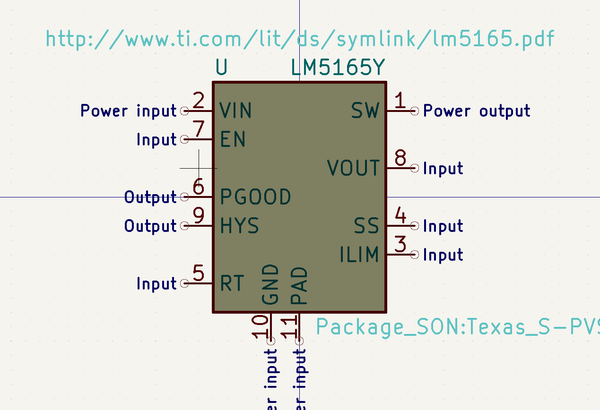 http://www.ti.com/lit/ds/symlink/lm5165.pdf
U LM5165Y
Power input 2 VIN SW 1 Power output
Input 7 EN
VOUT 8 Input
Output 6 PGOOD
Output 9 HYS SS 4 Input
ILIM 3 Input
Input 5 RT GND PAD
10 11 Package_SON:Texas_S-PVS
er input er input